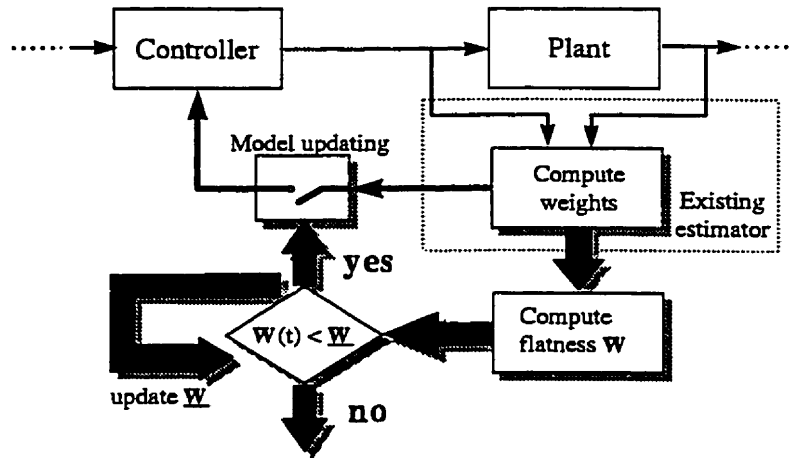 Controller
Plant
Model updating
Compute
weights
Existing
estimator
yes
Compute
flatness W
W(t) < W
update W
no